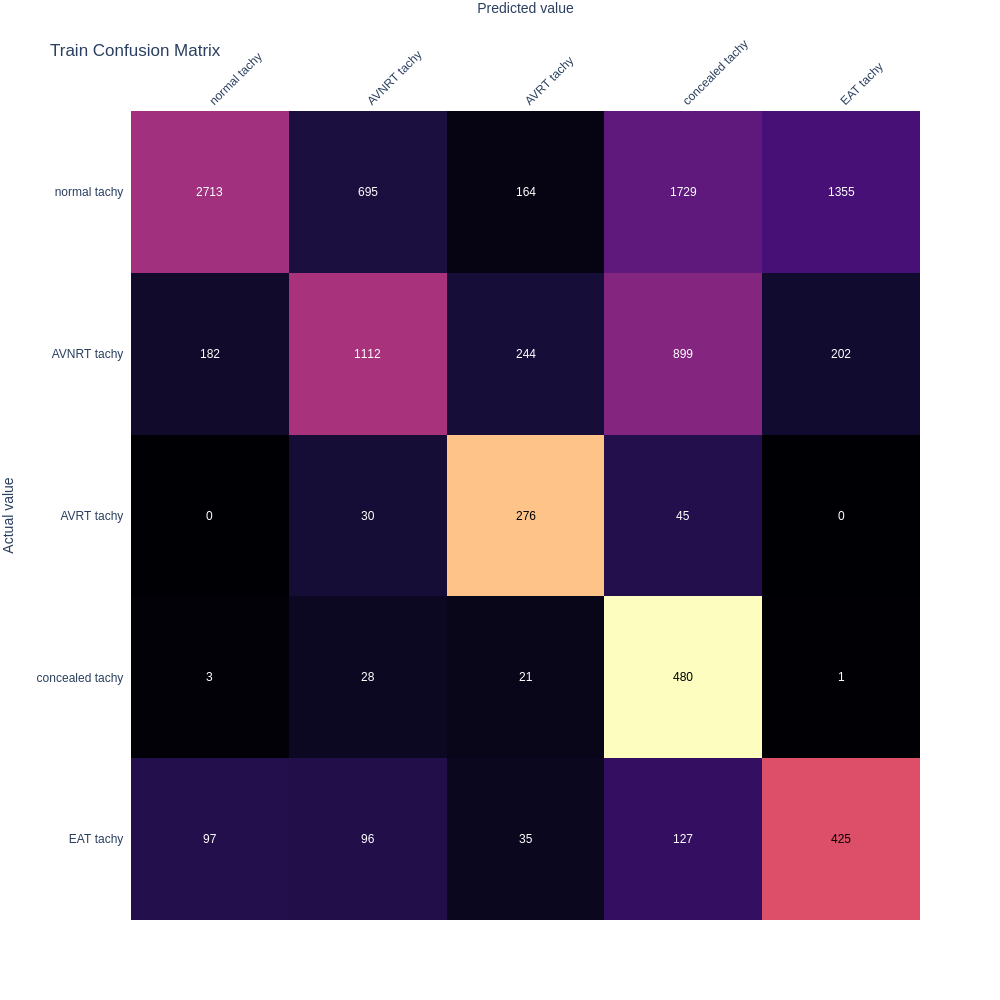 Predicted value
Train Confusion Matrix
normal tachy AVNRT tachy AVRT tachy concealed tachy EAT tachy
normal tachy 2713 695 164 1729 1355
AVNRT tachy 182 1112 244 899 202
Actual value
AVRT tachy 0 30 276 45 0
concealed tachy 3 28 21 480 1
EAT tachy 97 96 35 127 425